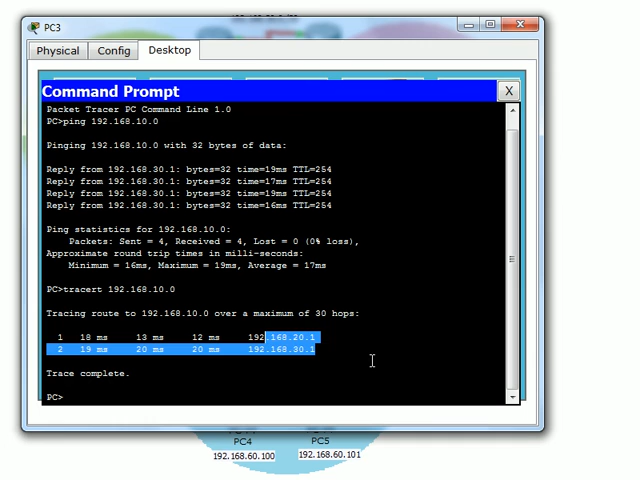 PC3
Physical Config Desktop
Command Prompt X
Packet Tracer PC Command Line 1.0
PC>ping 192.168.10.0
Pinging 192.168.10.0 with 32 bytes of data:
Reply from 192.168.30.1: bytes=32 time=19ms TTL=254
Reply from 192.168.30.1: bytes=32 time=17ms TTL=254
Reply from 192.168.30.1: bytes=32 time=19ms TTL=254
Reply from 192.168.30.1: bytes=32 time=16ms TTL=254
Ping statistics for 192.168.10.0:
Packets: Sent = 4, Received = 4, Lost = 0 (0% loss),
Approximate round trip times in milli-seconds:
Minimum = 16ms, Maximum = 19ms, Average = 17ms
PC>tracert 192.168.10.0
Tracing route to 192.168.10.0 over a maximum of 30 hops:
1 18 ms 13 ms 12 ms 192.168.20.1
2 19 ms 20 ms 20 ms 192.168.30.1
Trace complete.
PC>
PC4 PC5
192.168.60.100 192.168.60.101